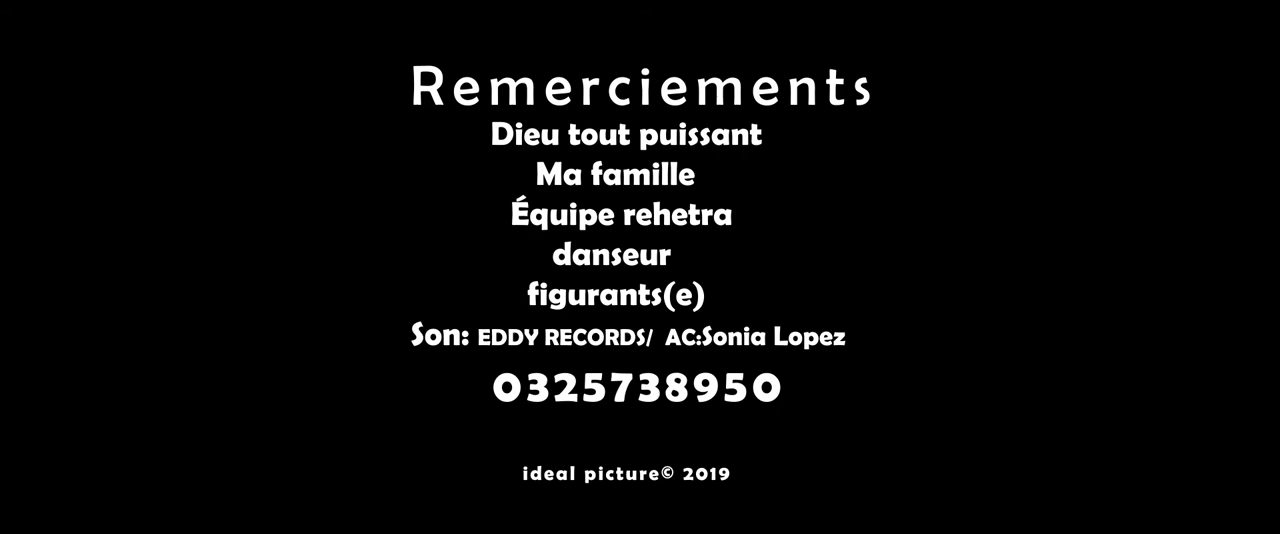 Remerciements
Dieu tout puissant
Ma famille
Équipe rehetra
danseur
figurants(e)
Son: EDDY RECORDS/ AC:Sonia Lopez
0325738950
ideal picture© 2019